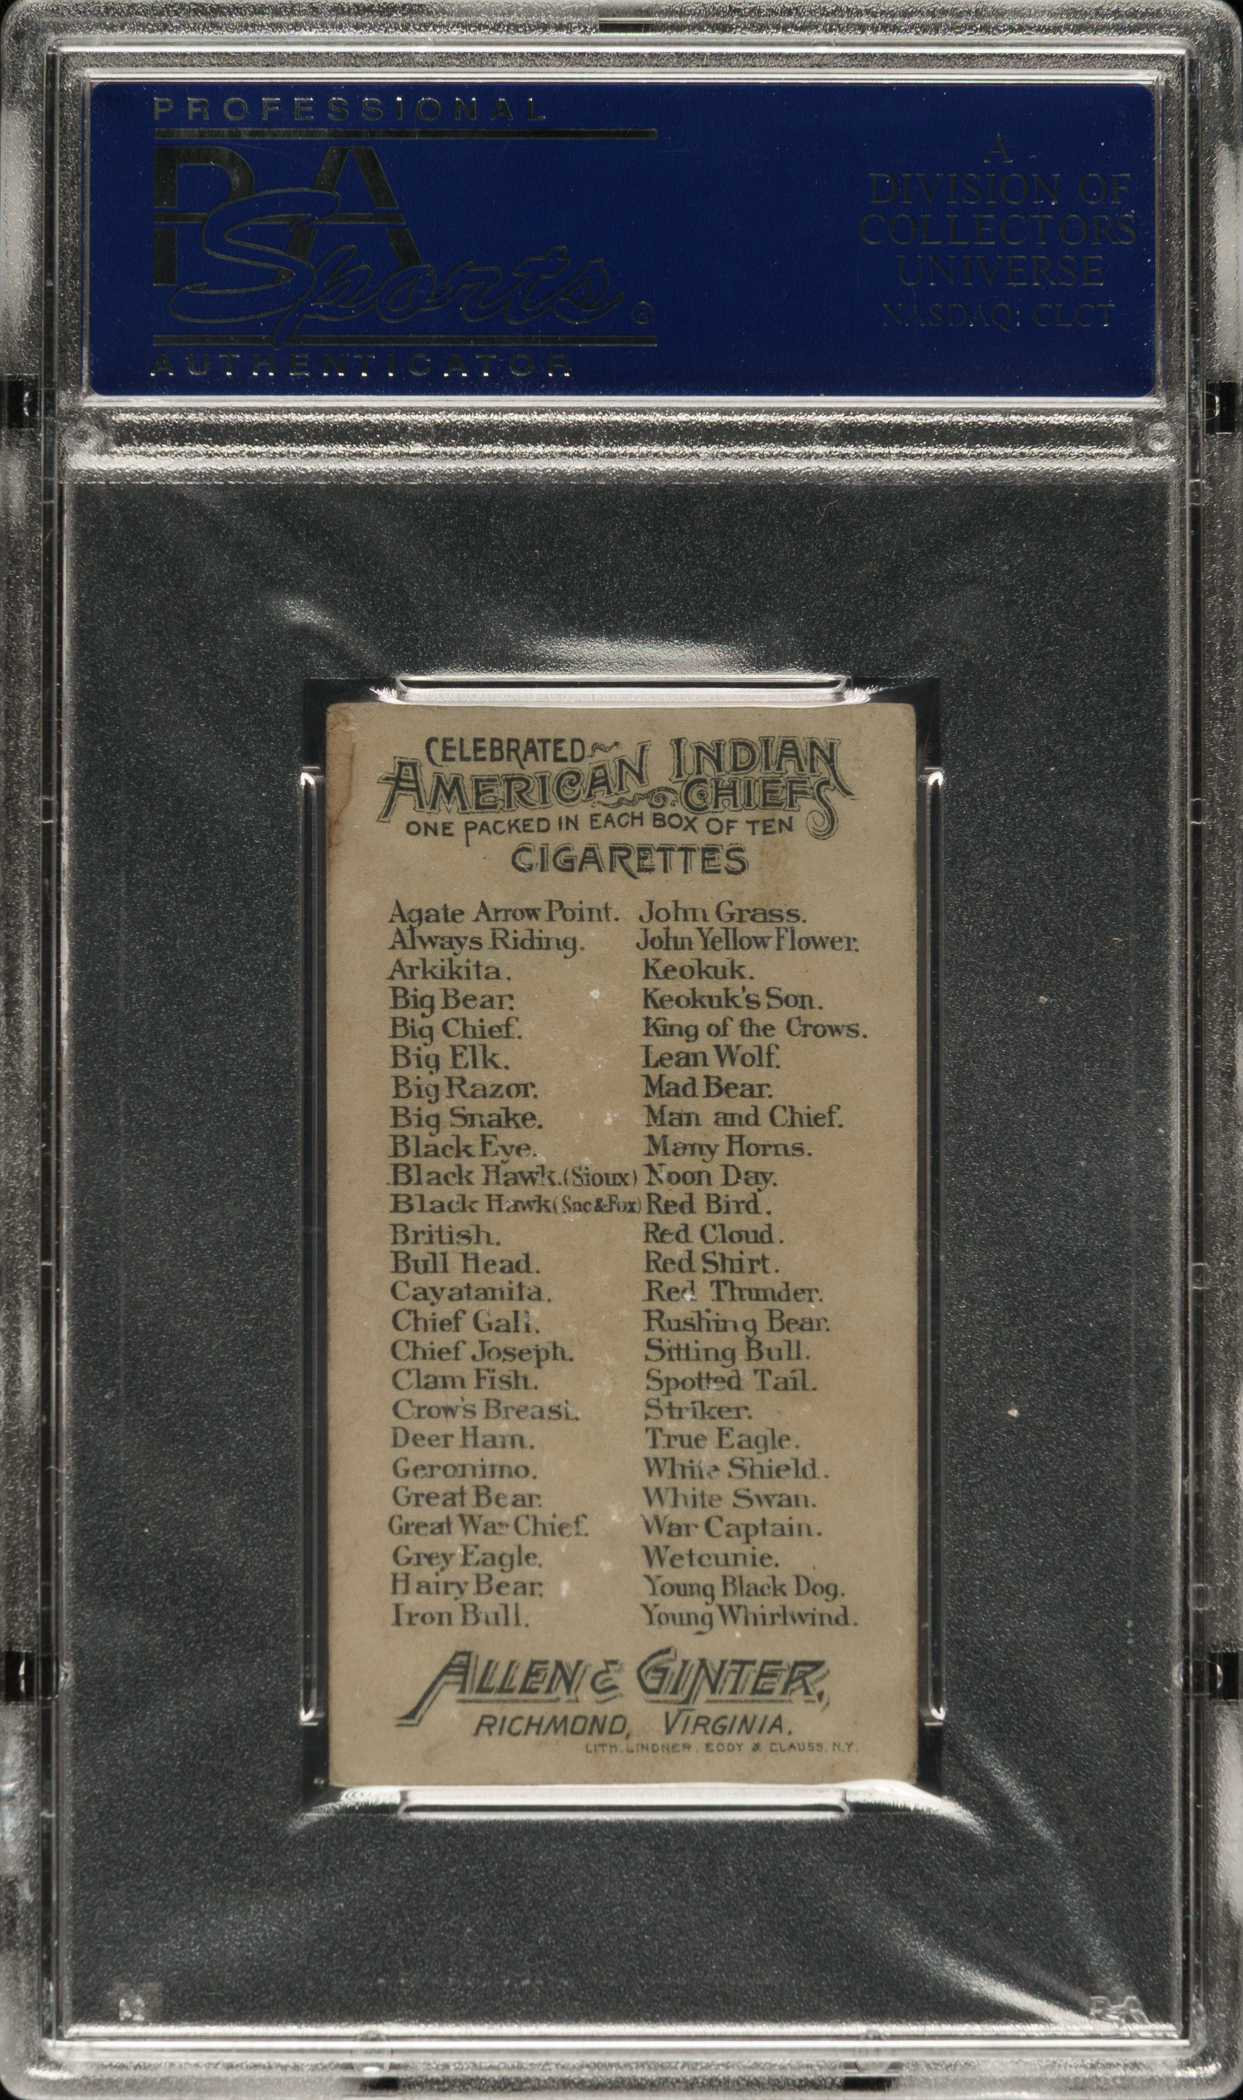 PROFESSIONAL
PSA
Sports®
AUTHENTICATOR
A
DIVISION OF
COLLECTORS
UNIVERSE
NASDAQ: CLCT
CELEBRATED
AMERICAN INDIAN
CHIEFS
ONE PACKED IN EACH BOX OF TEN
CIGARETTES
Agate Arrow Point.
Always Riding.
Arkikita.
Big Bear.
Big Chief.
Big Elk.
Big Razor.
Big Snake.
Black Eye.
Black Hawk.(Sioux)
Black Hawk(Sac&Fox)
British.
Bull Head.
Cayatanita.
Chief Gall.
Chief Joseph.
Clam Fish.
Crow's Breast.
Deer Ham.
Geronimo.
Great Bear.
Great War Chief.
Grey Eagle.
Hairy Bear.
Iron Bull.
John Grass.
John Yellow Flower.
Keokuk.
Keokuk's Son.
King of the Crows.
Lean Wolf.
Mad Bear.
Man and Chief.
Many Horns.
Noon Day.
Red Bird.
Red Cloud.
Red Shirt.
Red Thunder.
Rushing Bear.
Sitting Bull.
Spotted Tail.
Striker.
True Eagle.
White Shield.
White Swan.
War Captain.
Wetcunie.
Young Black Dog.
Young Whirlwind.
ALLEN & GINTER,
RICHMOND, VIRGINIA.
LITH. LINDNER, EDDY & CLAUSS. N.Y.
PSA